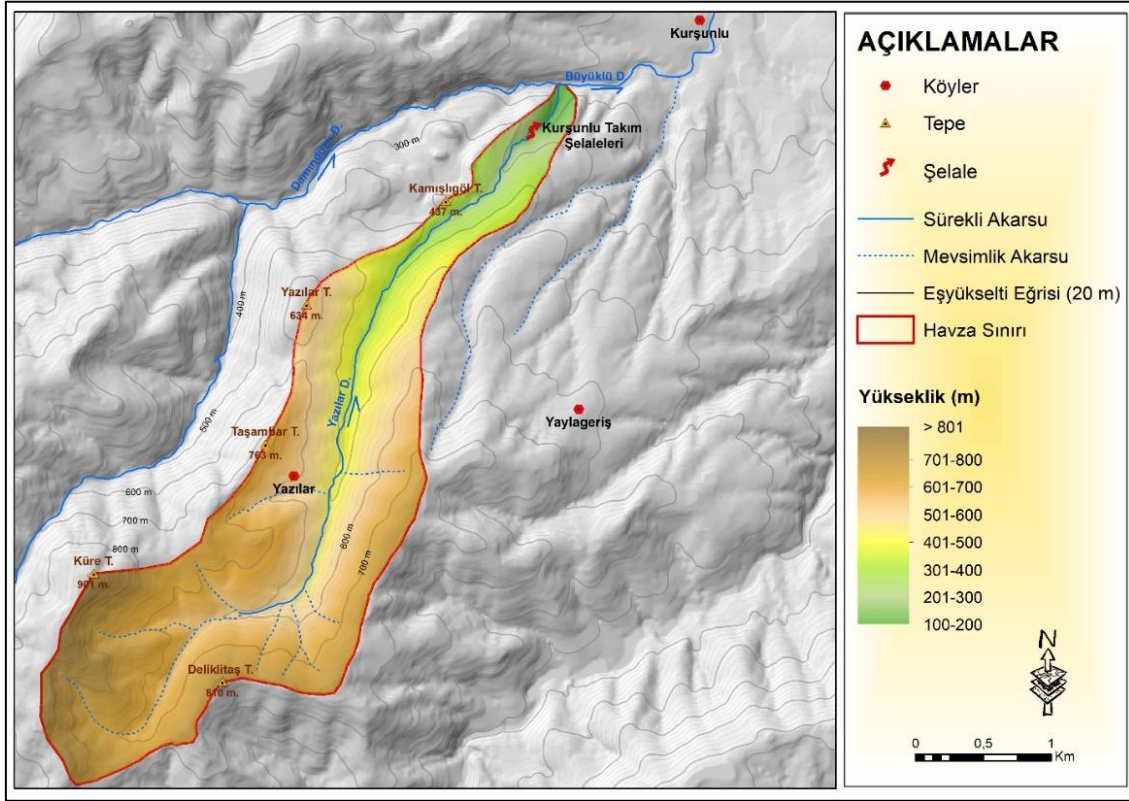 Kurşunlu
Büyüklü D.
Kurşunlu Takım
Şelaleleri
300 m
Kamışlıgöl T.
437 m.
Yazılar T.
634 m.
400 m
Yazılar D.
500 m
Taşambar T.
763 m.
Yaylageriş
Yazılar
600 m
700 m
800 m
600 m
700 m
Küre T.
901 m.
Deliklitaş T.
810 m.
AÇIKLAMALAR
Köyler
Tepe
Şelale
Sürekli Akarsu
Mevsimlik Akarsu
Eşyükselti Eğrisi (20 m)
Havza Sınırı
Yükseklik (m)
> 801
701-800
601-700
501-600
401-500
301-400
201-300
100-200
N
0 0,5 1
Km